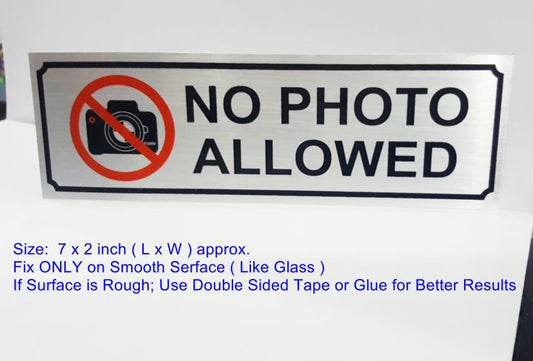 NO PHOTO
ALLOWED
Size:  7 x 2 inch ( L x W ) approx.
Fix ONLY on Smooth Serface ( Like Glass )
If Surface is Rough; Use Double Sided Tape or Glue for Better Results